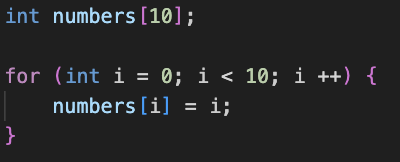 int numbers[10];
for (int i = 0; i < 10; i ++) {
    numbers[i] = i;
}